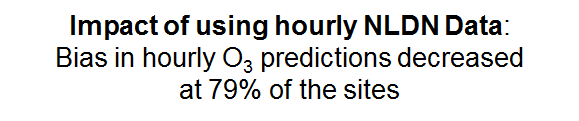 Impact of using hourly NLDN Data:
Bias in hourly O₃ predictions decreased
at 79% of the sites